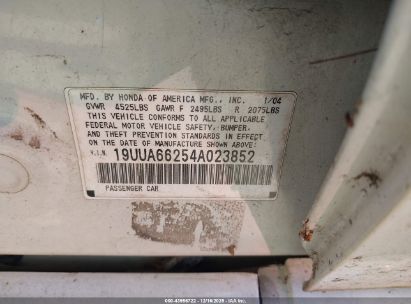 MFD. BY HONDA OF AMERICA MFG., INC. 1/04
GVWR 4525LBS GAWR F 2495LBS R 2075LBS
THIS VEHICLE CONFORMS TO ALL APPLICABLE
FEDERAL MOTOR VEHICLE SAFETY, BUMPER,
AND THEFT PREVENTION STANDARDS IN EFFECT
ON THE DATE OF MANUFACTURE SHOWN ABOVE.
V.I.N. 19UUA66254A023852
PASSENGER CAR